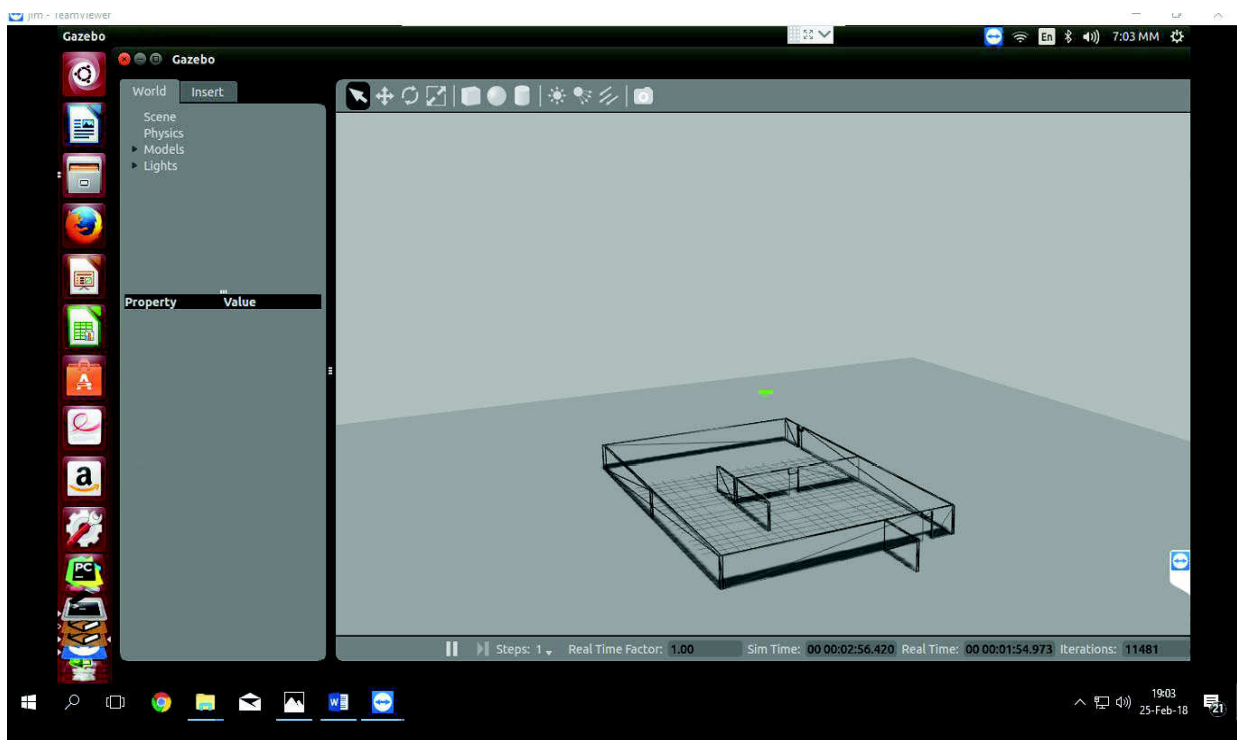 jim - TeamViewer
Gazebo
En
7:03 MM
Gazebo
World Insert
Scene
Physics
Models
Lights
Property Value
A
a
PC
Steps: 1 Real Time Factor: 1.00 Sim Time: 00 00:02:56.420 Real Time: 00 00:01:54.973 Iterations: 11481
W
19:03
25-Feb-18
21